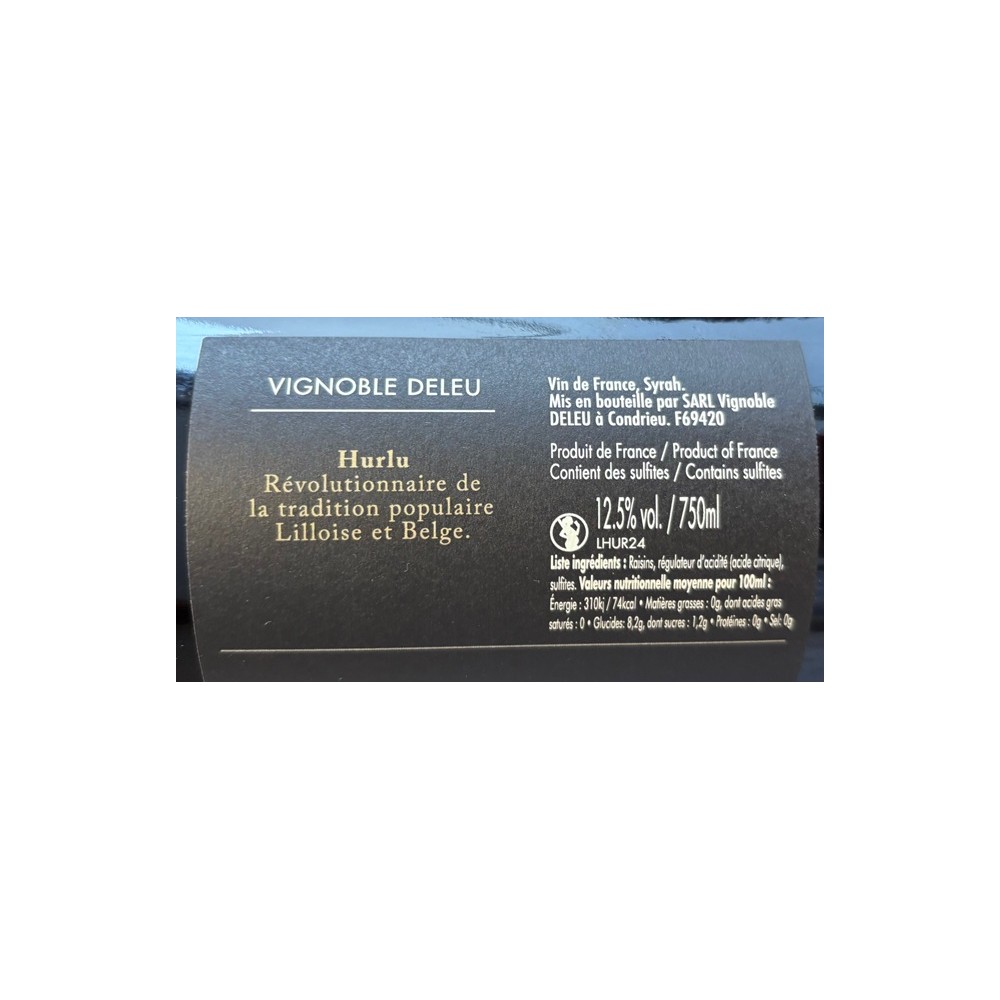 VIGNOBLE DELEU
Hurlu
Révolutionnaire de
la tradition populaire
Lilloise et Belge.
Vin de France, Syrah.
Mis en bouteille par SARL Vignoble
DELEU à Condrieu. F69420
Produit de France / Product of France
Contient des sulfites / Contains sulfites
12.5% vol. / 750ml
LHUR24
Liste ingrédients : Raisins, régulateur d'acidité (acide citrique),
sulfites. Valeurs nutritionnelle moyenne pour 100ml :
Énergie : 310kj / 74kcal • Matières grasses : 0g, dont acides gras
saturés : 0 • Glucides: 8,2g, dont sucres : 1,2g • Protéines : 0g • Sel: 0g